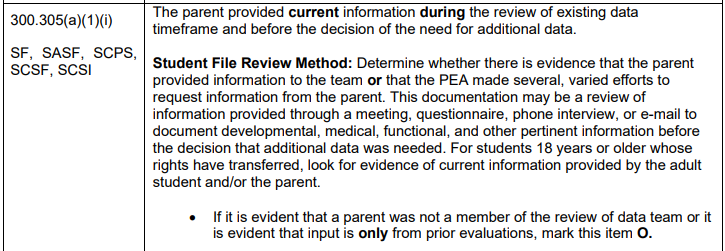 300.305(a)(1)(i)
SF, SASF, SCPS,
SCSF, SCSI
The parent provided current information during the review of existing data
timeframe and before the decision of the need for additional data.
Student File Review Method: Determine whether there is evidence that the parent
provided information to the team or that the PEA made several, varied efforts to
request information from the parent. This documentation may be a review of
information provided through a meeting, questionnaire, phone interview, or e-mail to
document developmental, medical, functional, and other pertinent information before
the decision that additional data was needed. For students 18 years or older whose
rights have transferred, look for evidence of current information provided by the adult
student and/or the parent.
• If it is evident that a parent was not a member of the review of data team or it
is evident that input is only from prior evaluations, mark this item O.